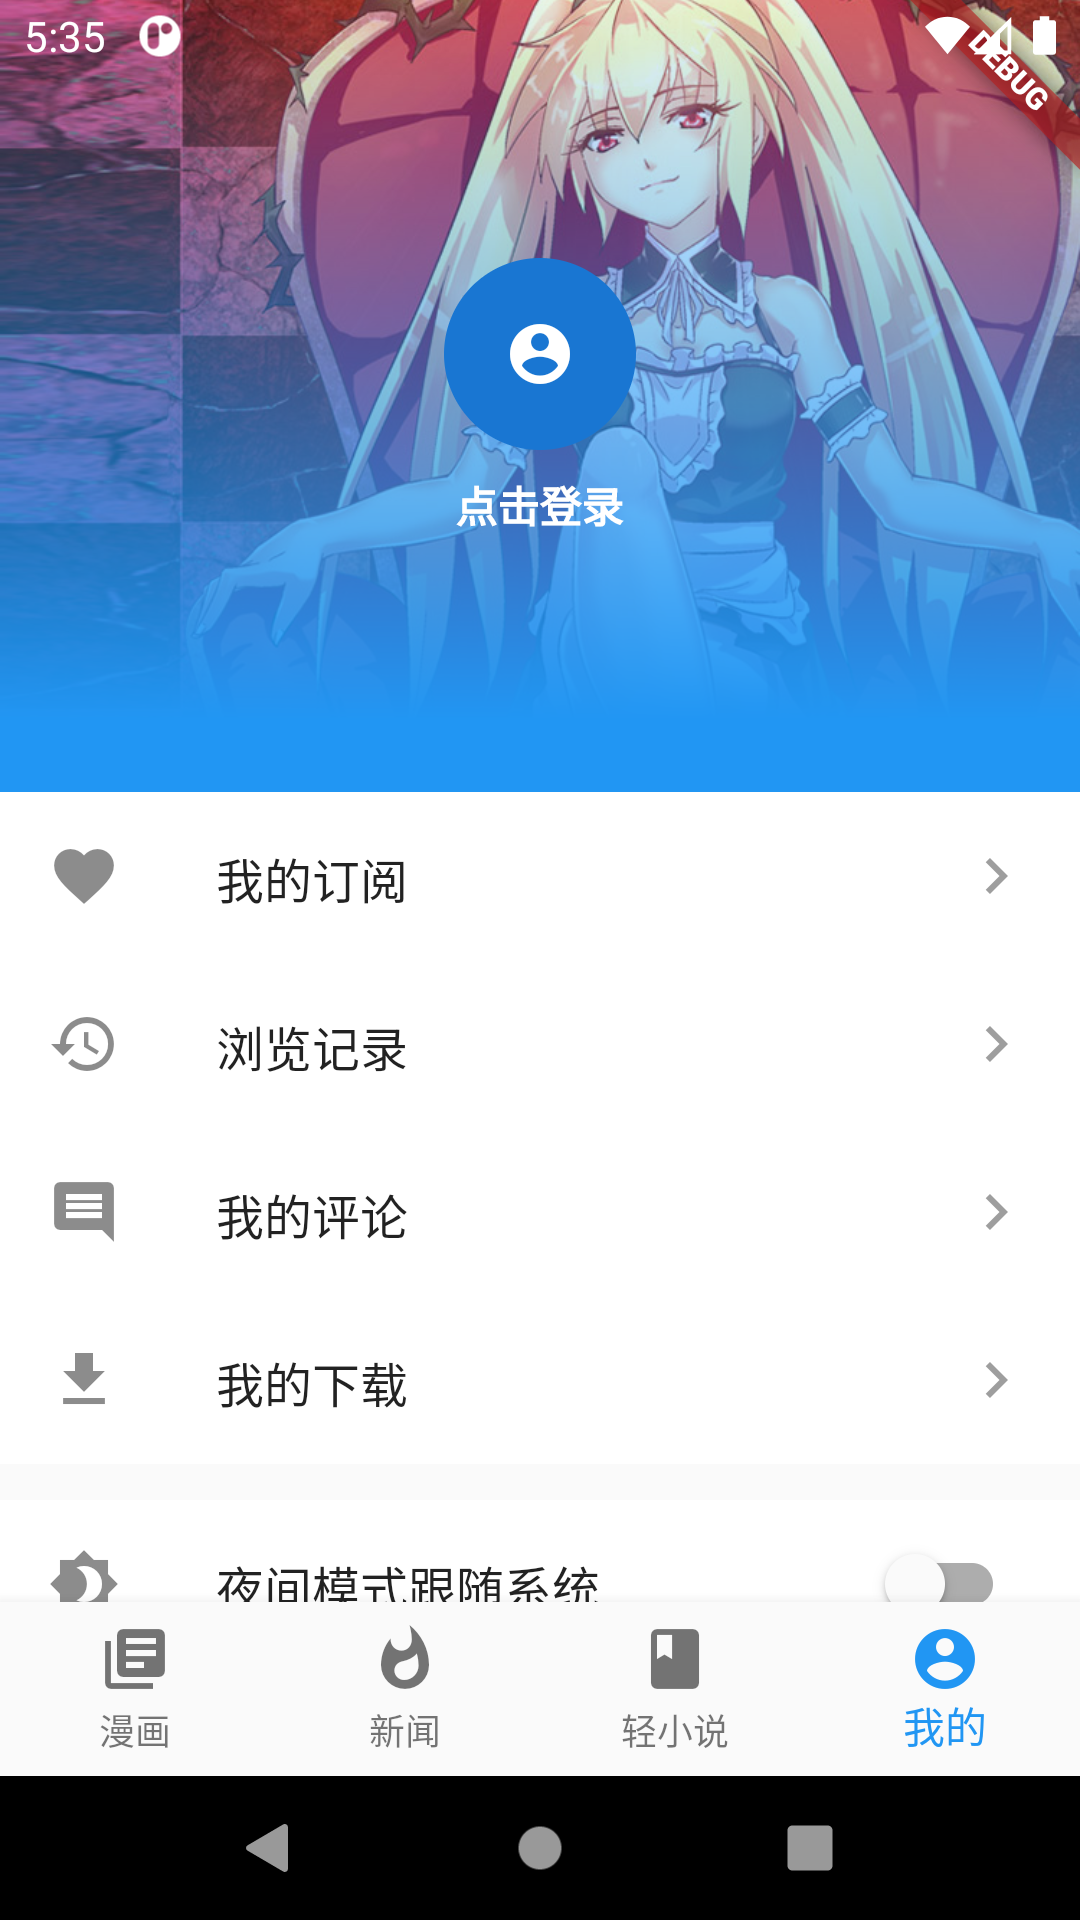 5:35
DEBUG
点击登录
我的订阅
浏览记录
我的评论
我的下载
夜间模式跟随系统
漫画
新闻
轻小说
我的